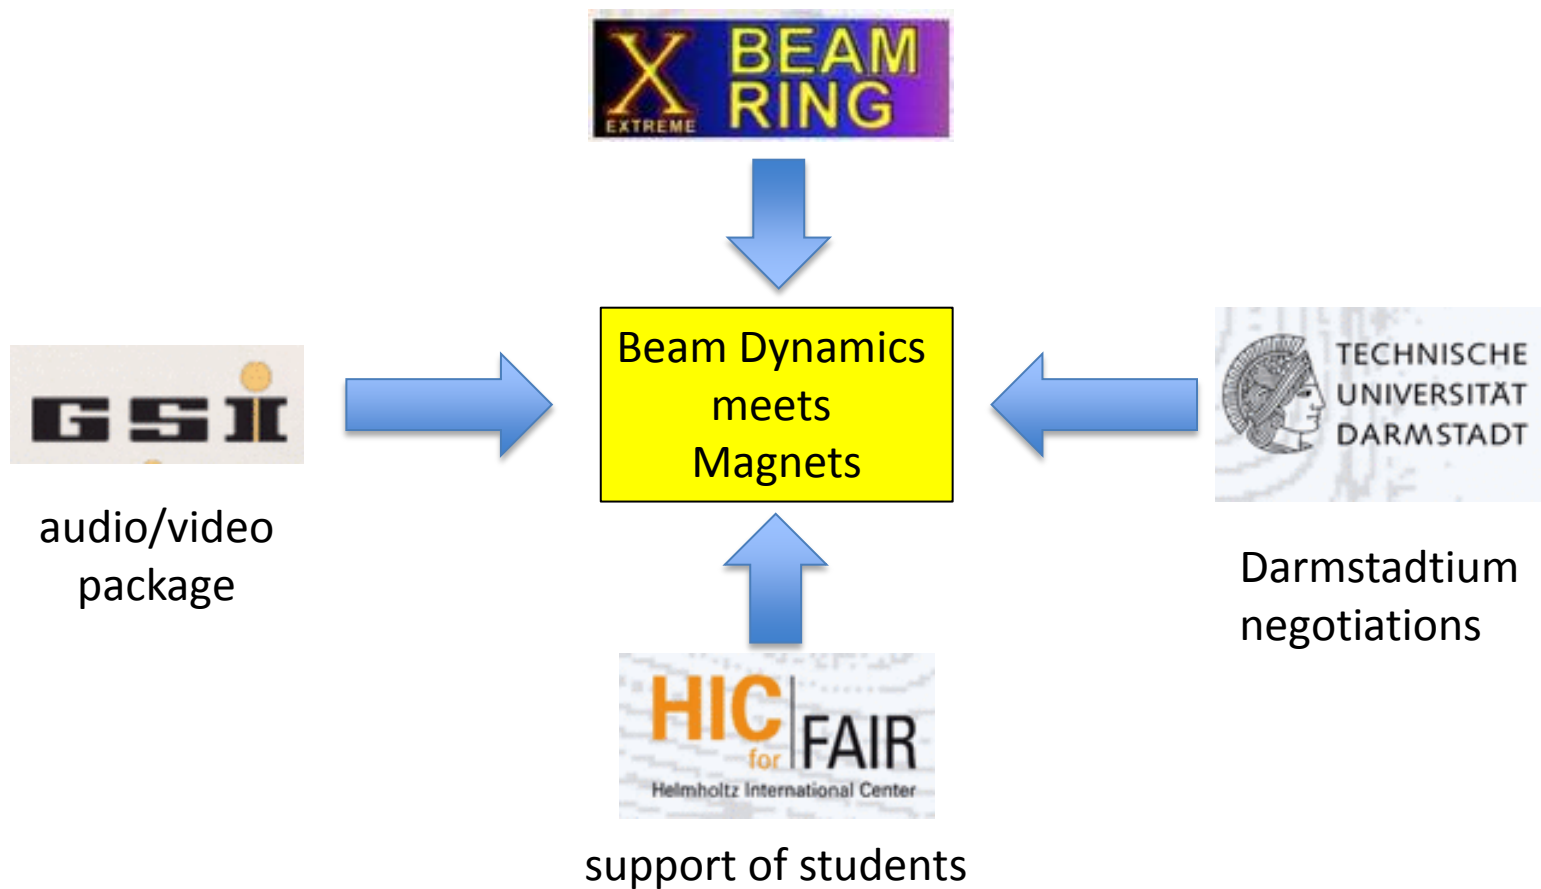 X
EXTREME
BEAM
RING
GSI
audio/video
package
Beam Dynamics
meets
Magnets
TECHNISCHE
UNIVERSITÄT
DARMSTADT
Darmstadtium
negotiations
HIC
for
FAIR
Helmholtz International Center
support of students